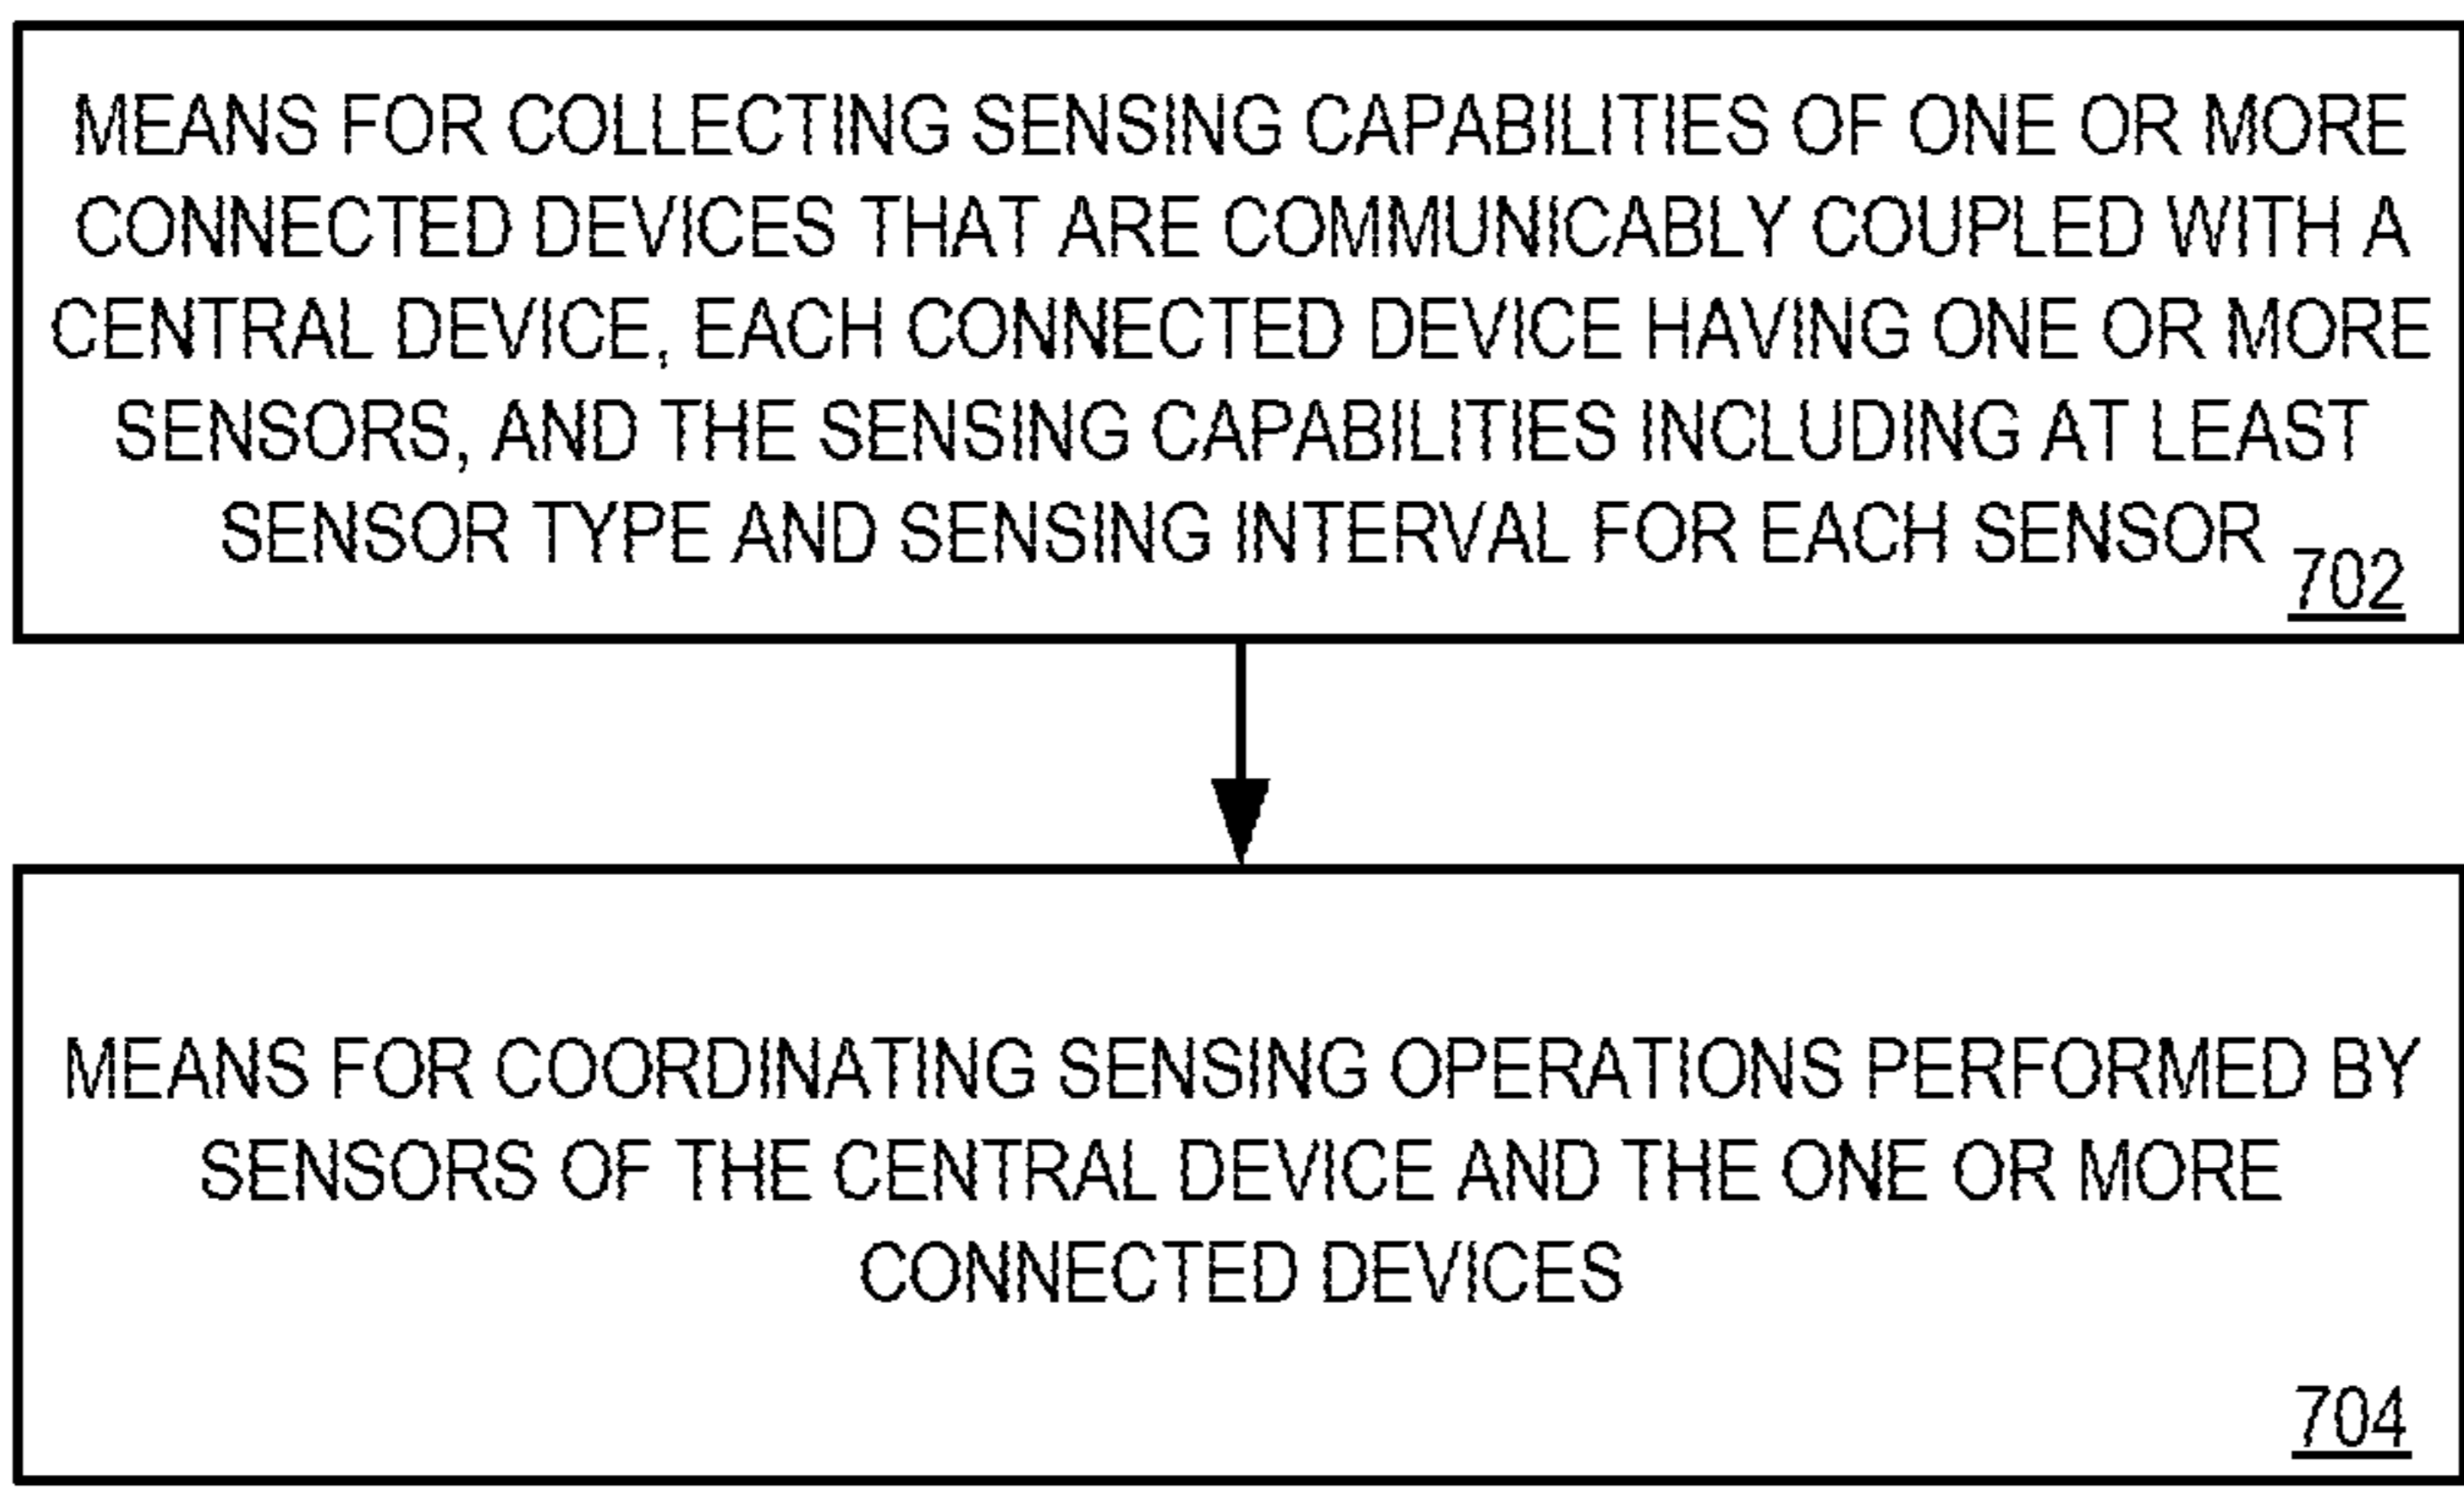 MEANS FOR COLLECTING SENSING CAPABILITIES OF ONE OR MORE
CONNECTED DEVICES THAT ARE COMMUNICABLY COUPLED WITH A
CENTRAL DEVICE, EACH CONNECTED DEVICE HAVING ONE OR MORE
SENSORS, AND THE SENSING CAPABILITIES INCLUDING AT LEAST
SENSOR TYPE AND SENSING INTERVAL FOR EACH SENSOR
702
MEANS FOR COORDINATING SENSING OPERATIONS PERFORMED BY
SENSORS OF THE CENTRAL DEVICE AND THE ONE OR MORE
CONNECTED DEVICES
704